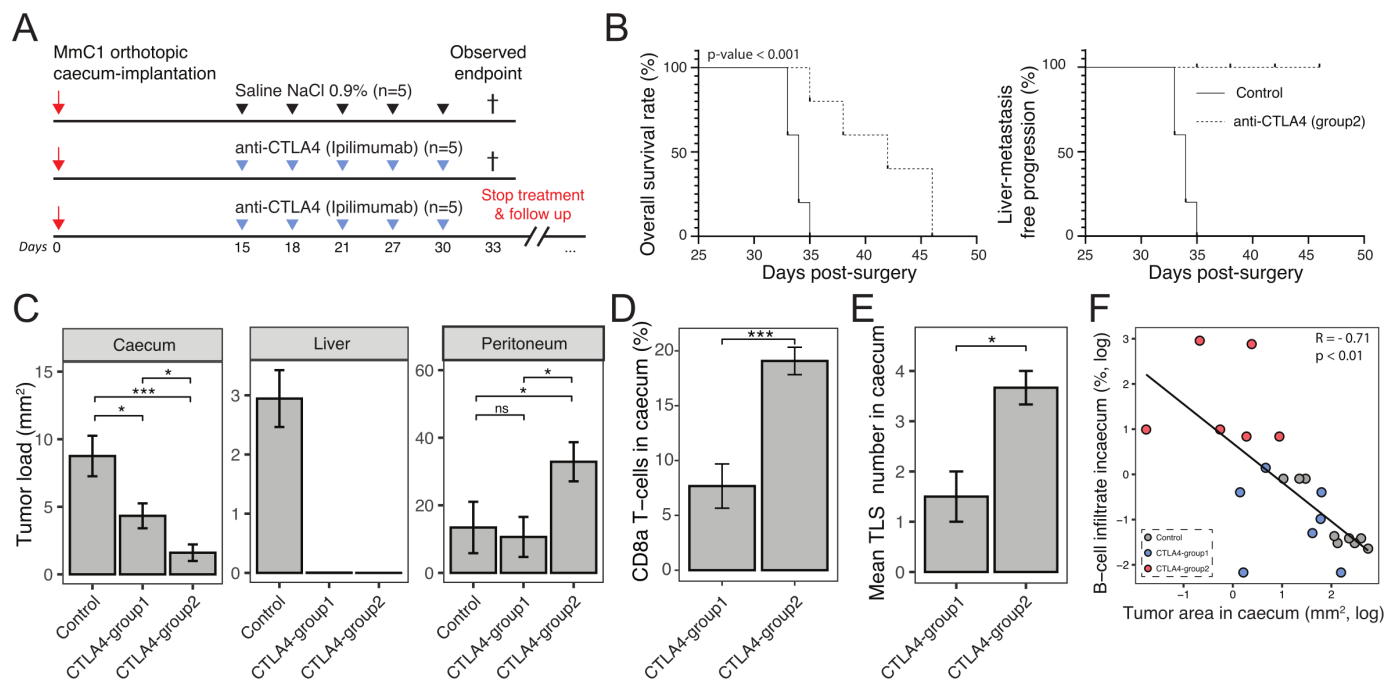 A
MmC1 orthotopic
caecum-implantation
Observed
endpoint
Saline NaCl 0.9% (n=5)
†
anti-CTLA4 (Ipilimumab) (n=5)
†
anti-CTLA4 (Ipilimumab) (n=5)
Stop treatment
& follow up
Days 0 15 18 21 27 30 33 ...
B
p-value < 0.001
Overall survival rate (%)
100
50
0
25 30 35 40 45 50
Days post-surgery
Liver-metastasis
free progression (%)
100
50
0
Control
anti-CTLA4 (group2)
25 30 35 40 45 50
Days post-surgery
C
Tumor load (mm²)
Caecum
15
10
5
0
*
***
*
Control
CTLA4-group1
CTLA4-group2
Liver
3
2
1
0
Control
CTLA4-group1
CTLA4-group2
Peritoneum
60
40
20
0
*
*
ns
Control
CTLA4-group1
CTLA4-group2
D
CD8a T−cells in caecum (%)
20
15
10
5
0
***
CTLA4-group1
CTLA4-group2
E
Mean TLS number in caecum
4
3
2
1
0
*
CTLA4-group1
CTLA4-group2
F
B−cell infiltrate incaecum (%, log)
3
2
1
0
−1
−2
R = - 0.71
p < 0.01
Control
CTLA4-group1
CTLA4-group2
−1 0 1 2
Tumor area in caecum (mm², log)